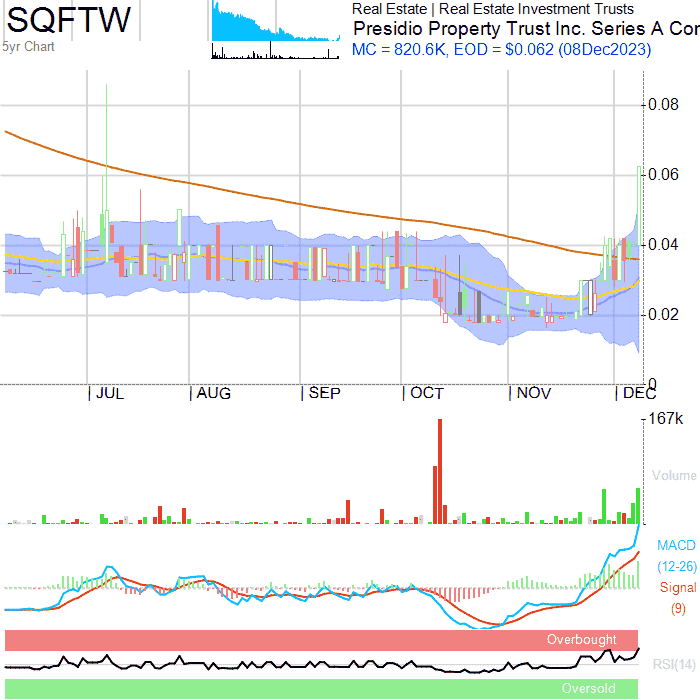 SQFTW
5yr Chart
Real Estate | Real Estate Investment Trusts
Presidio Property Trust Inc. Series A Cor
MC = 820.6K, EOD = $0.062 (08Dec2023)
0.08
0.06
0.04
0.02
0
JUL AUG SEP OCT NOV DEC
167k
Volume
MACD
(12-26)
Signal
(9)
Overbought
RSI(14)
Oversold